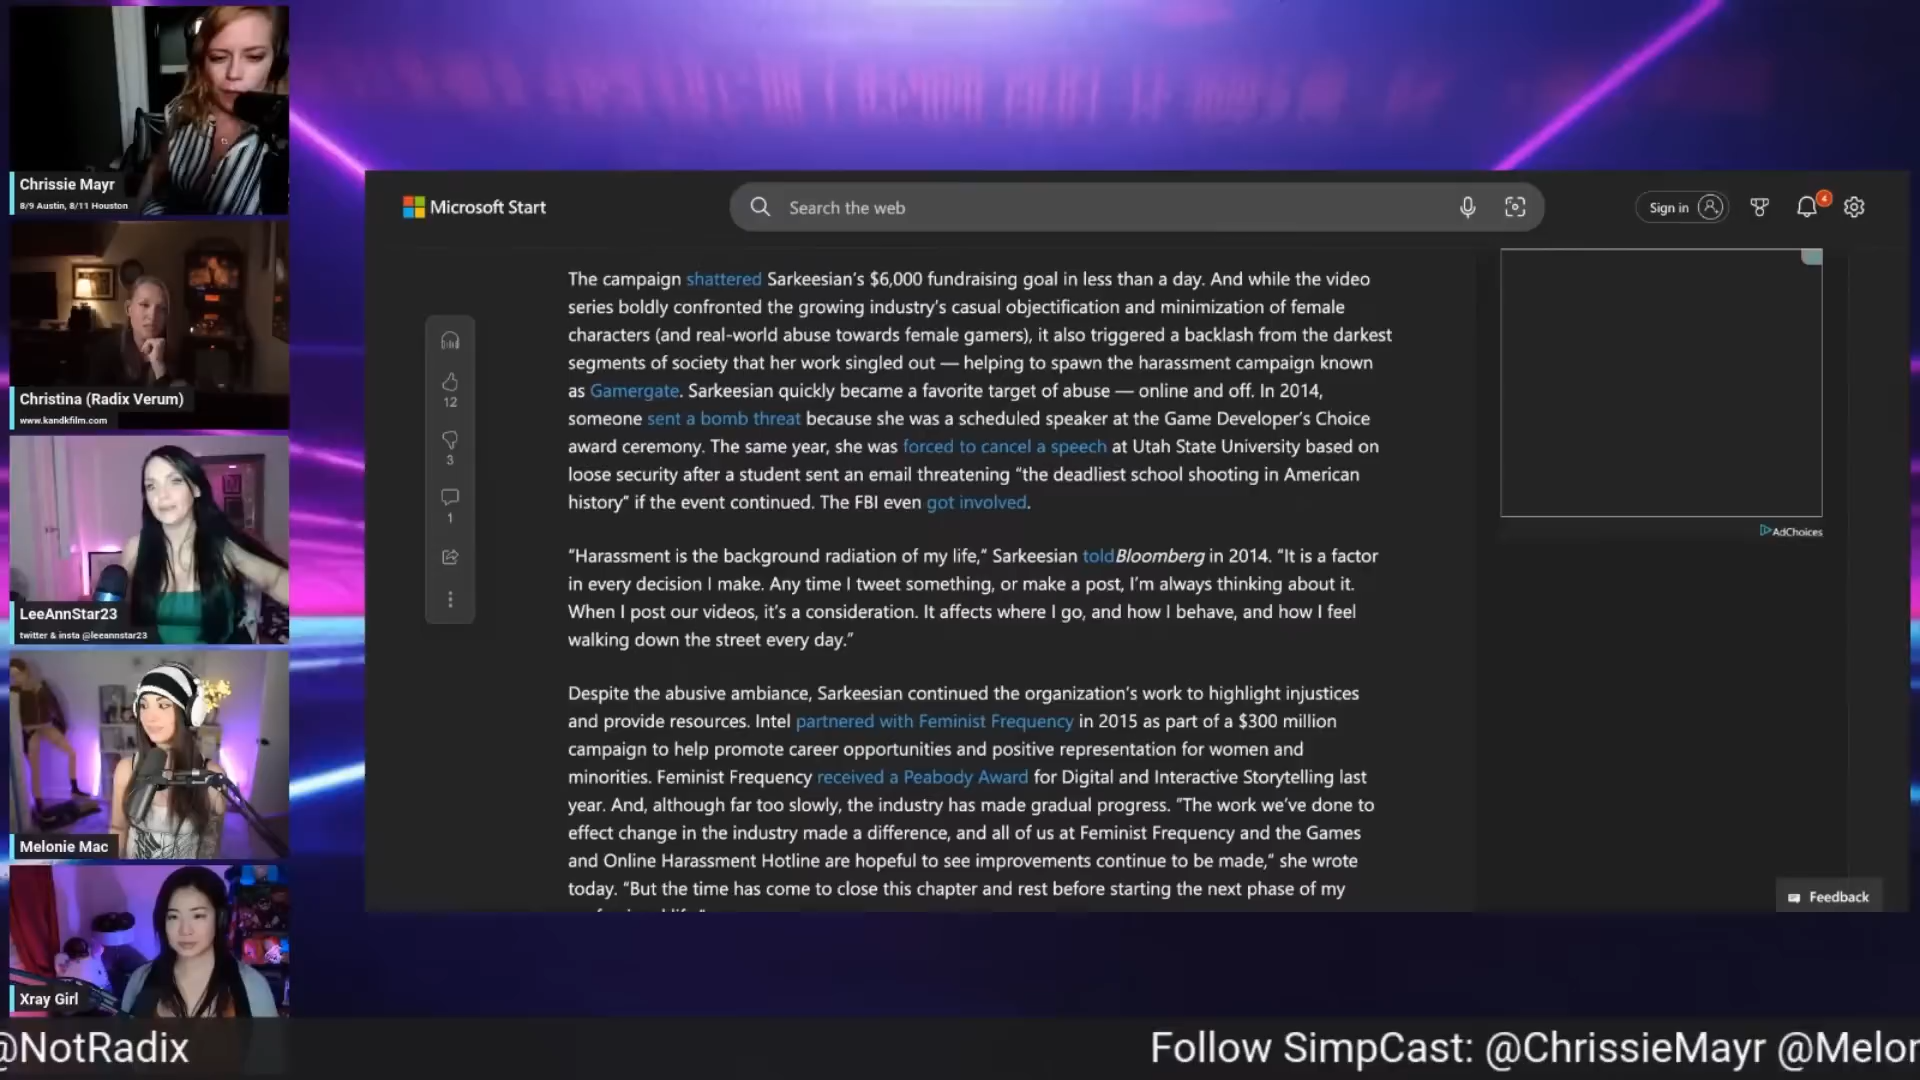 Chrissie Mayr
8/9 Austin, 8/11 Houston
Christina (Radix Verum)
www.kandkfilm.com
LeeAnnStar23
twitter & insta @leeannstar23
Melonie Mac
Xray Girl
Microsoft Start
Search the web
Sign in
4
12
3
1
The campaign shattered Sarkeesian’s $6,000 fundraising goal in less than a day. And while the video
series boldly confronted the growing industry’s casual objectification and minimization of female
characters (and real-world abuse towards female gamers), it also triggered a backlash from the darkest
segments of society that her work singled out — helping to spawn the harassment campaign known
as Gamergate. Sarkeesian quickly became a favorite target of abuse — online and off. In 2014,
someone sent a bomb threat because she was a scheduled speaker at the Game Developer’s Choice
award ceremony. The same year, she was forced to cancel a speech at Utah State University based on
loose security after a student sent an email threatening “the deadliest school shooting in American
history” if the event continued. The FBI even got involved.
“Harassment is the background radiation of my life,” Sarkeesian toldBloomberg in 2014. “It is a factor
in every decision I make. Any time I tweet something, or make a post, I’m always thinking about it.
When I post our videos, it’s a consideration. It affects where I go, and how I behave, and how I feel
walking down the street every day.”
Despite the abusive ambiance, Sarkeesian continued the organization’s work to highlight injustices
and provide resources. Intel partnered with Feminist Frequency in 2015 as part of a $300 million
campaign to help promote career opportunities and positive representation for women and
minorities. Feminist Frequency received a Peabody Award for Digital and Interactive Storytelling last
year. And, although far too slowly, the industry has made gradual progress. “The work we’ve done to
effect change in the industry made a difference, and all of us at Feminist Frequency and the Games
and Online Harassment Hotline are hopeful to see improvements continue to be made,” she wrote
today. “But the time has come to close this chapter and rest before starting the next phase of my
AdChoices
Feedback
@NotRadix
Follow SimpCast: @ChrissieMayr @Melon